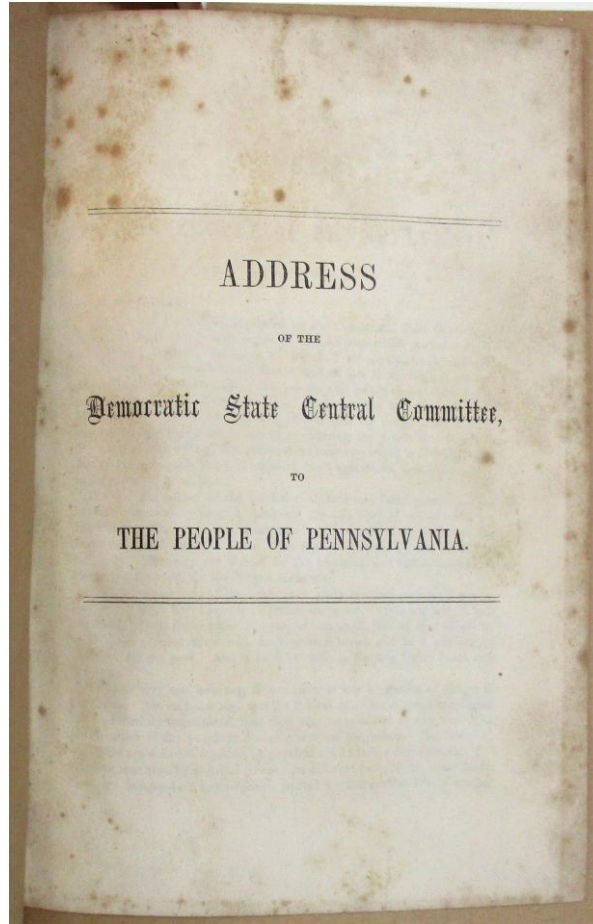 ADDRESS
OF THE
Democratic State Central Committee,
TO
THE PEOPLE OF PENNSYLVANIA.